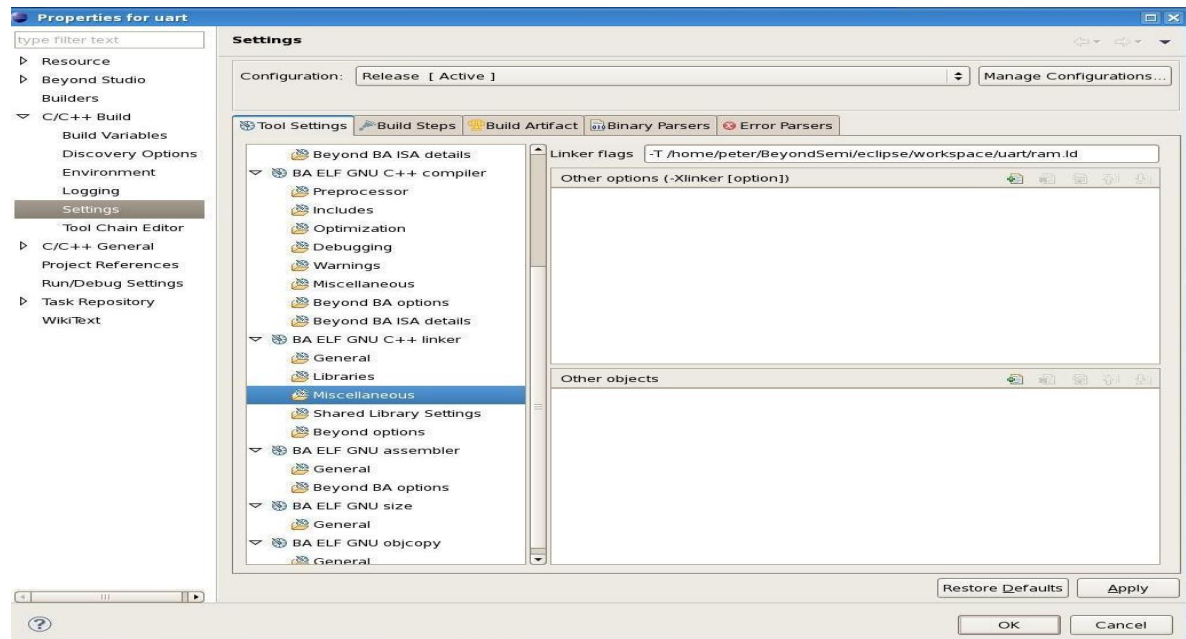 Properties for uart
type filter text
Resource
Beyond Studio
Builders
C/C++ Build
Build Variables
Discovery Options
Environment
Logging
Settings
Tool Chain Editor
C/C++ General
Project References
Run/Debug Settings
Task Repository
WikiText
Settings
Configuration: Release [ Active ] Manage Configurations...
Tool Settings Build Steps Build Artifact Binary Parsers Error Parsers
Beyond BA ISA details
BA ELF GNU C++ compiler
Preprocessor
Includes
Optimization
Debugging
Warnings
Miscellaneous
Beyond BA options
Beyond BA ISA details
BA ELF GNU C++ linker
General
Libraries
Miscellaneous
Shared Library Settings
Beyond options
BA ELF GNU assembler
General
Beyond BA options
BA ELF GNU size
General
BA ELF GNU objcopy
General
Linker flags -T /home/peter/BeyondSemi/eclipse/workspace/uart/ram.ld
Other options (-Xlinker [option])
Other objects
Restore Defaults Apply
OK Cancel